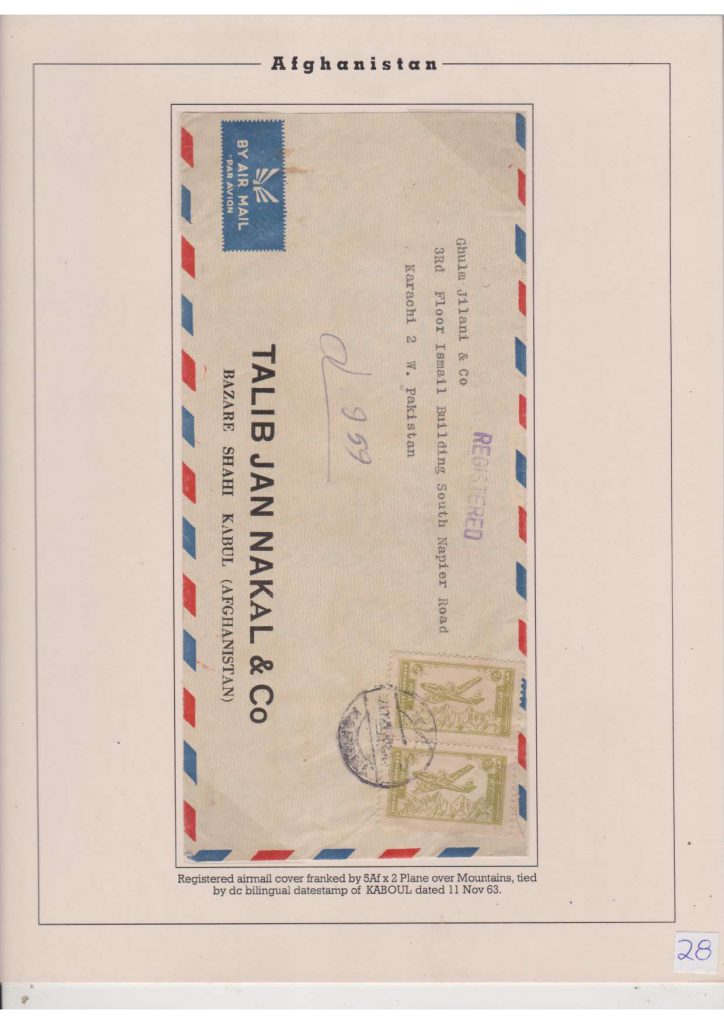 Afghanistan
BY AIR MAIL
"PAR AVION
Ghulm Jilani & Co
3Rd Floor Ismail Building South Napier Road
Karachi 2 W. Pakistan
REGISTERED
959
TALIB JAN NAKAL & Co
BAZARE SHAHI KABUL (AFGHANISTAN)
Registered airmail cover franked by 5Af x 2 Plane over Mountains, tied
by dc bilingual datestamp of KABOUL dated 11 Nov 63.
28